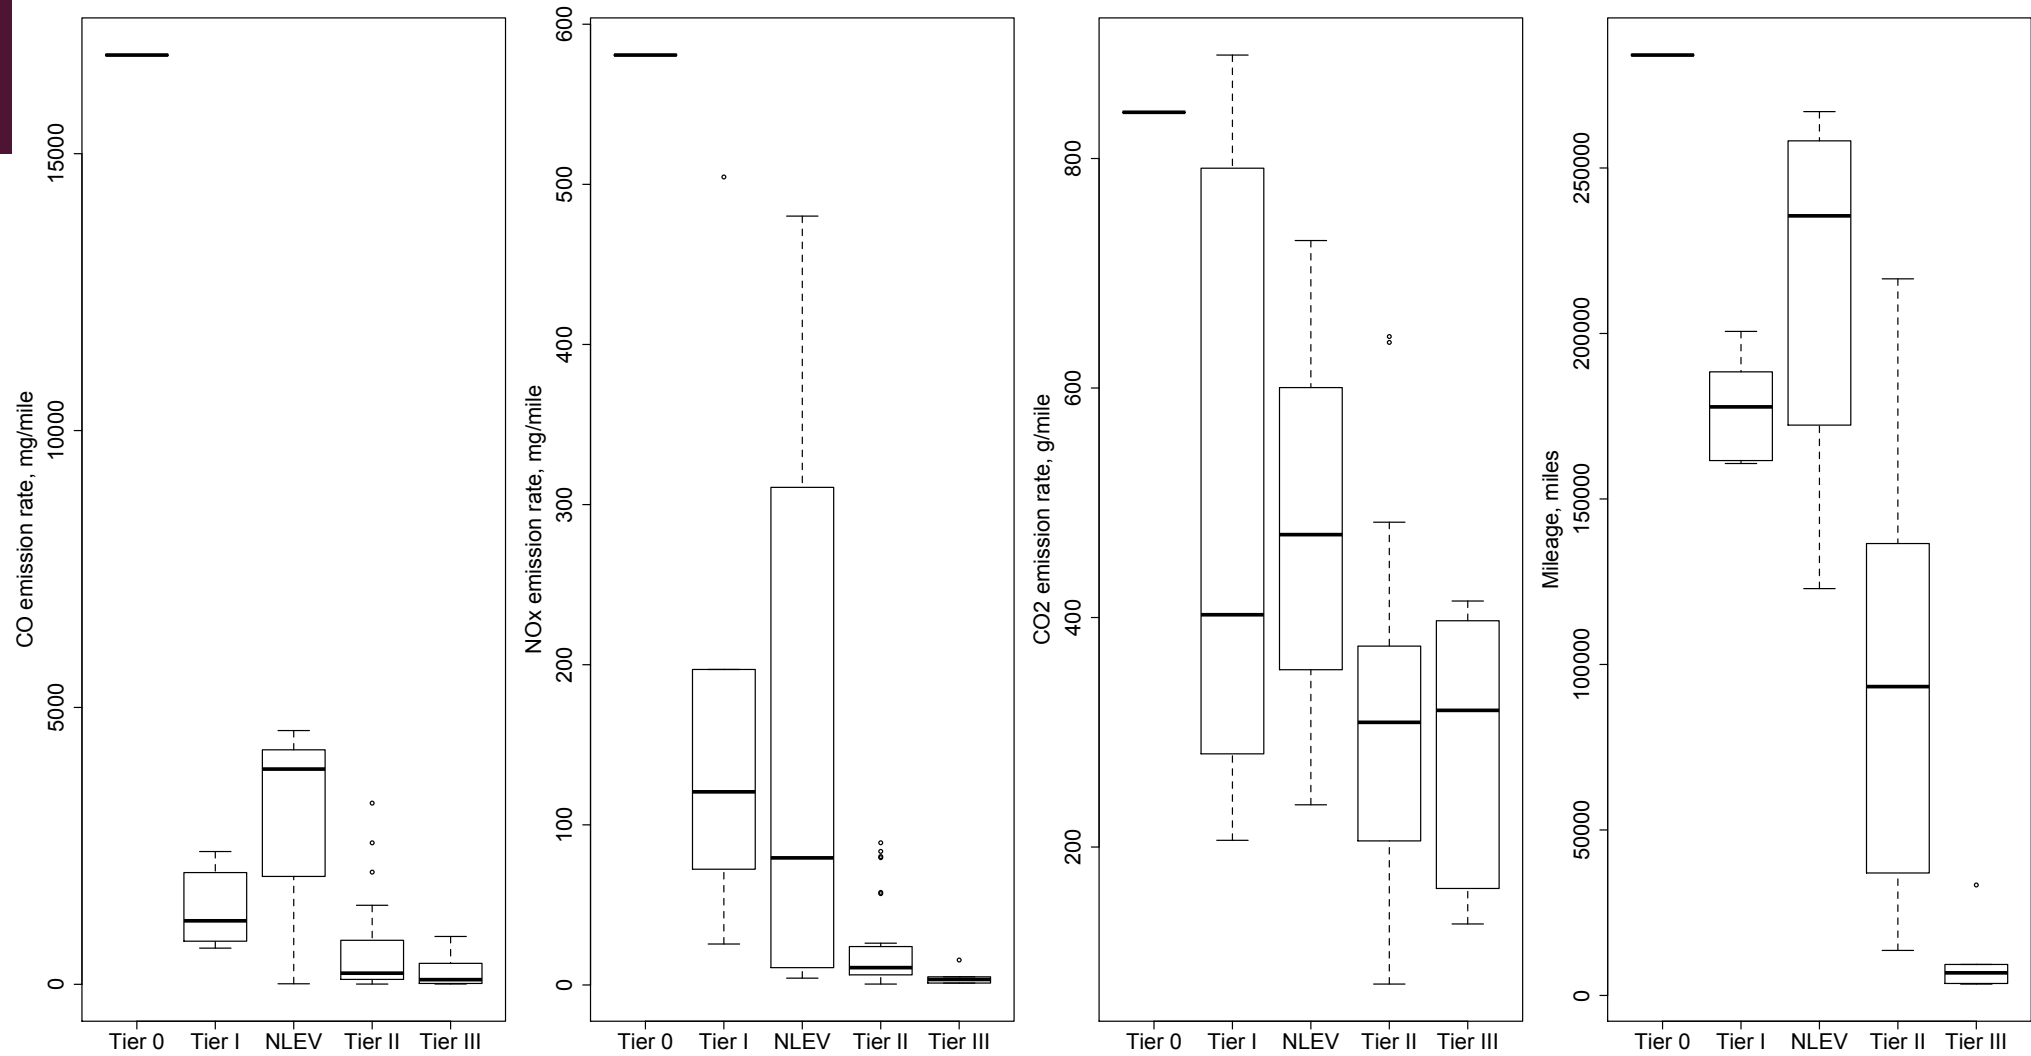 CO emission rate, mg/mile
0
5000
10000
15000
Tier 0 Tier I NLEV Tier II Tier III
NOx emission rate, mg/mile
0
100
200
300
400
500
600
Tier 0 Tier I NLEV Tier II Tier III
CO2 emission rate, g/mile
200
400
600
800
Tier 0 Tier I NLEV Tier II Tier III
Mileage, miles
0
50000
100000
150000
200000
250000
Tier 0 Tier I NLEV Tier II Tier III